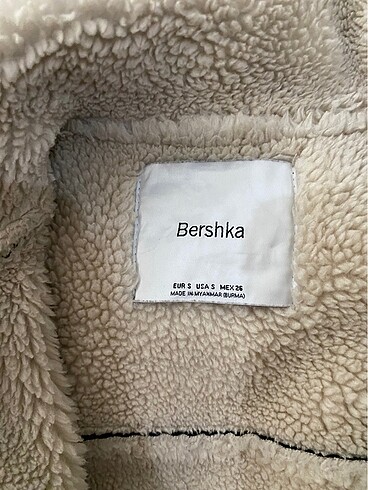 Bershka
EUR S USA S MEX 26
MADE IN MYANMAR (BURMA)